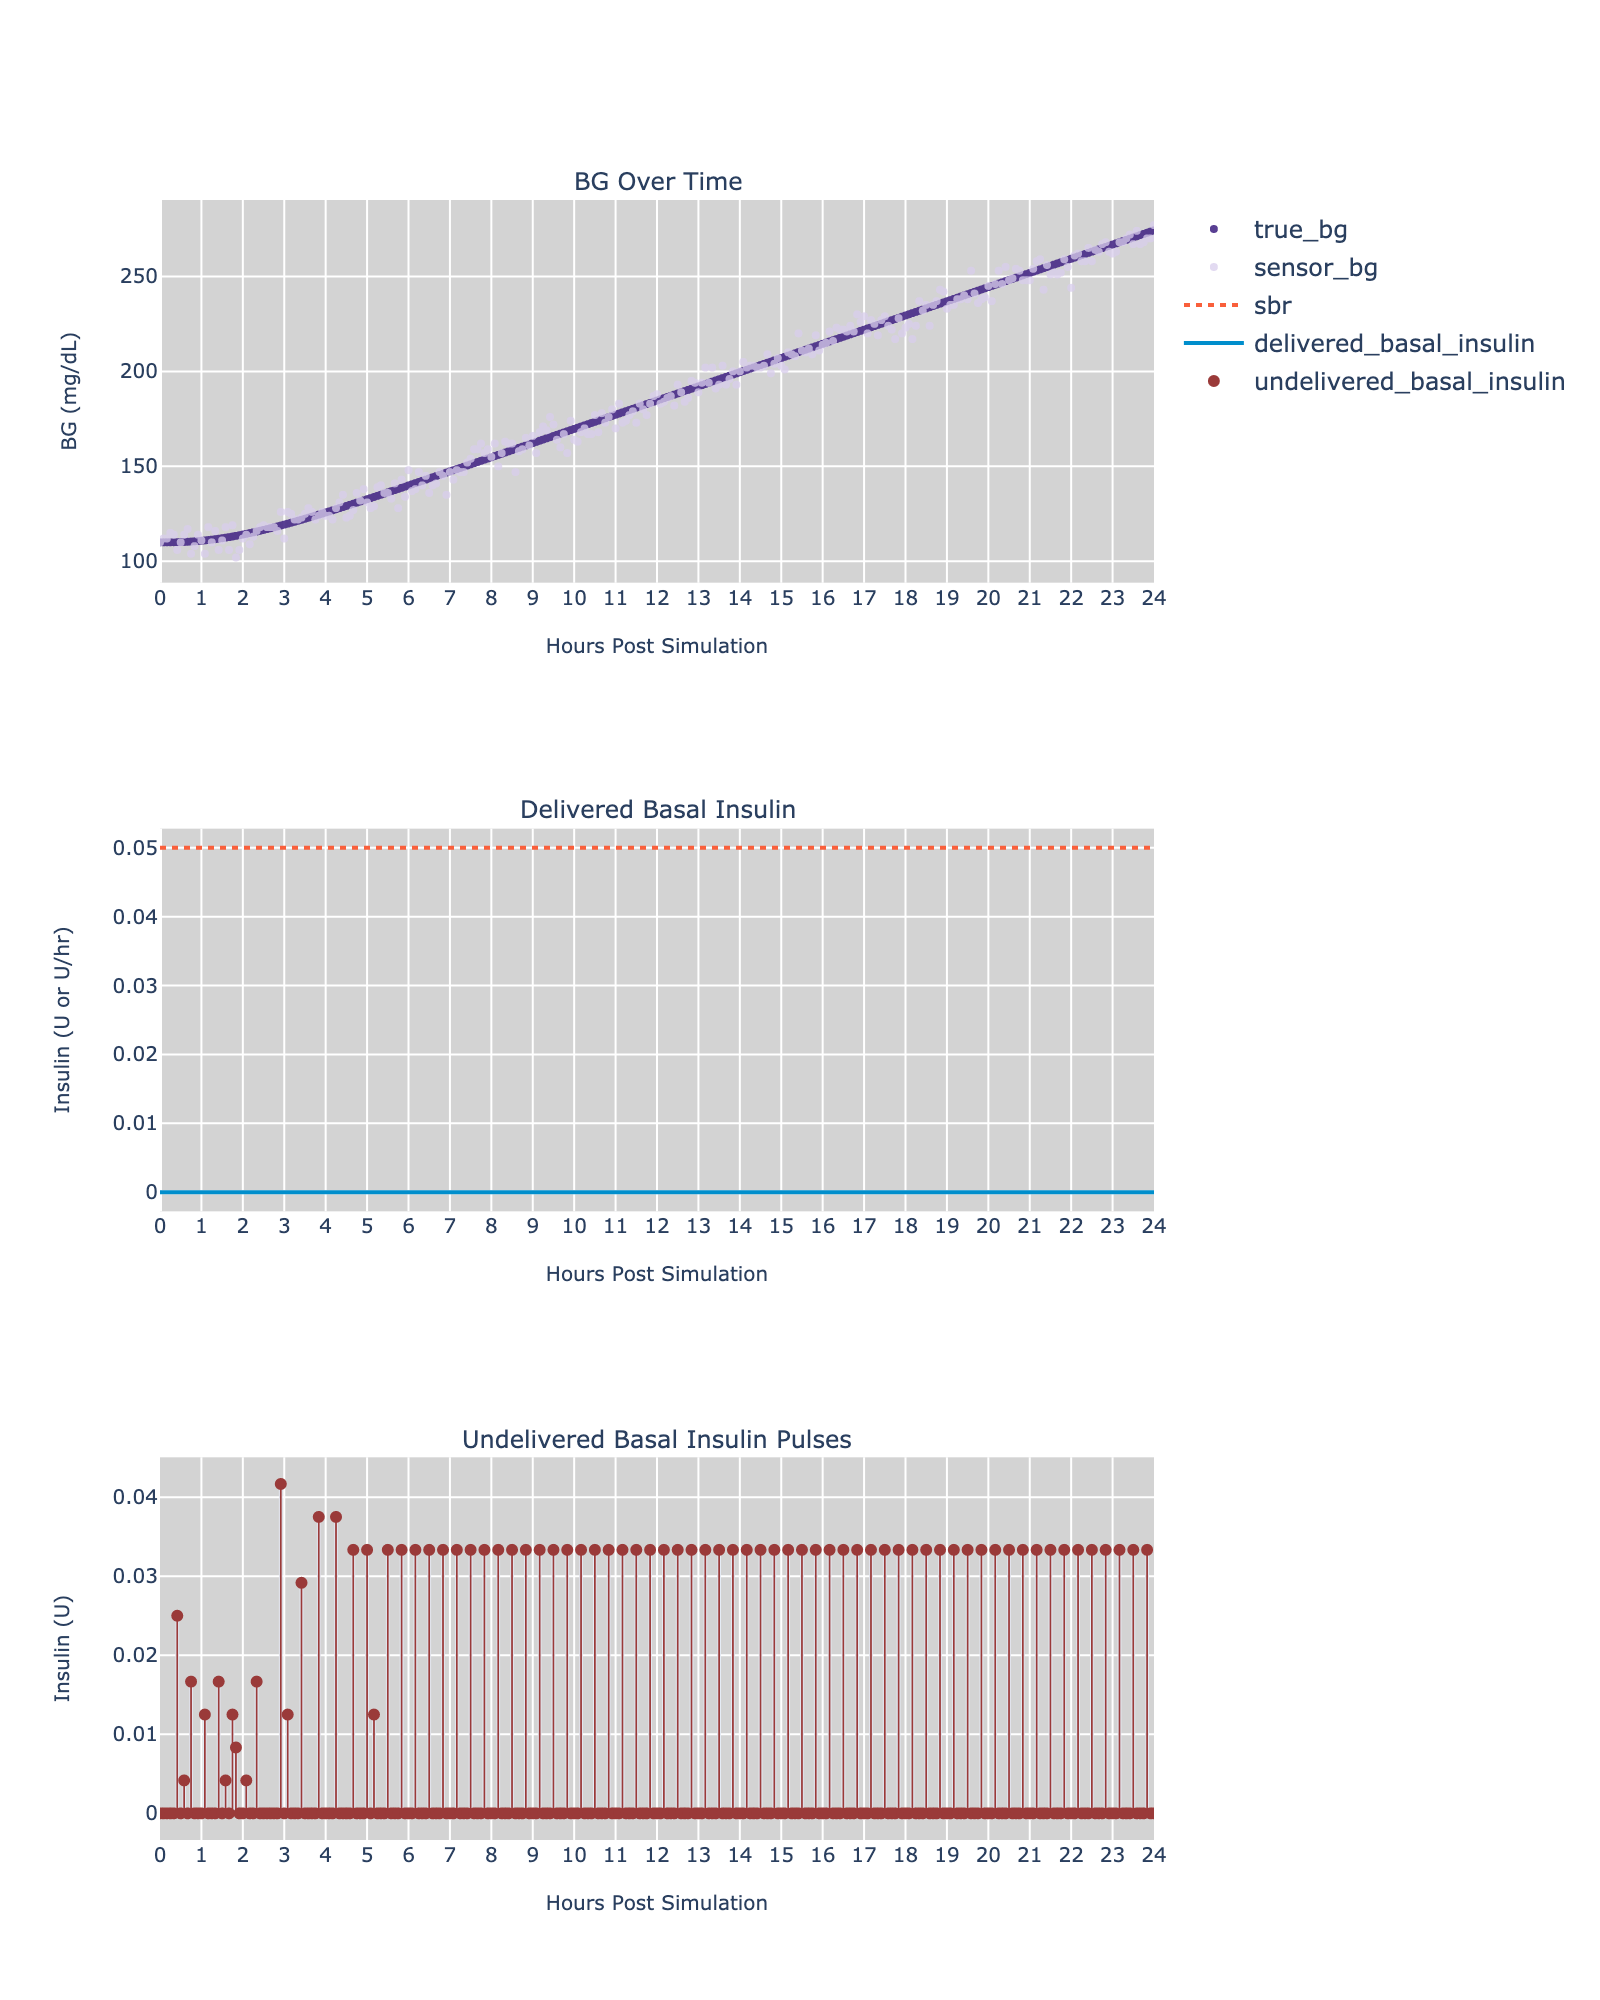 BG Over Time
250
200
150
100
BG (mg/dL)
0 1 2 3 4 5 6 7 8 9 10 11 12 13 14 15 16 17 18 19 20 21 22 23 24
Hours Post Simulation
true_bg
sensor_bg
sbr
delivered_basal_insulin
undelivered_basal_insulin
Delivered Basal Insulin
0.05
0.04
0.03
0.02
0.01
0
Insulin (U or U/hr)
0 1 2 3 4 5 6 7 8 9 10 11 12 13 14 15 16 17 18 19 20 21 22 23 24
Hours Post Simulation
Undelivered Basal Insulin Pulses
0.04
0.03
0.02
0.01
0
Insulin (U)
0 1 2 3 4 5 6 7 8 9 10 11 12 13 14 15 16 17 18 19 20 21 22 23 24
Hours Post Simulation